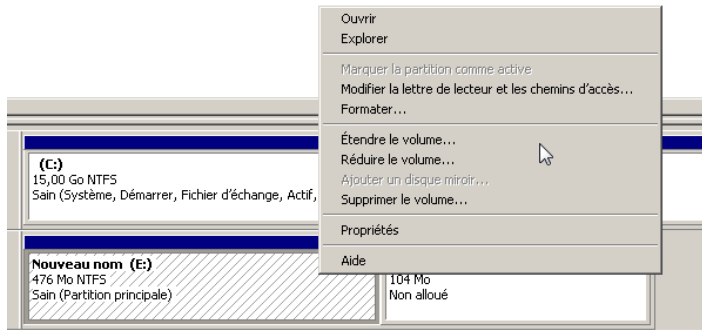 Ouvrir
Explorer
Marquer la partition comme active
Modifier la lettre de lecteur et les chemins d'accès...
Formater...
Étendre le volume...
Réduire le volume...
Ajouter un disque miroir...
Supprimer le volume...
Propriétés
Aide
(C:)
15,00 Go NTFS
Sain (Système, Démarrer, Fichier d'échange, Actif,
Nouveau nom (E:)
476 Mo NTFS
Sain (Partition principale)
104 Mo
Non alloué